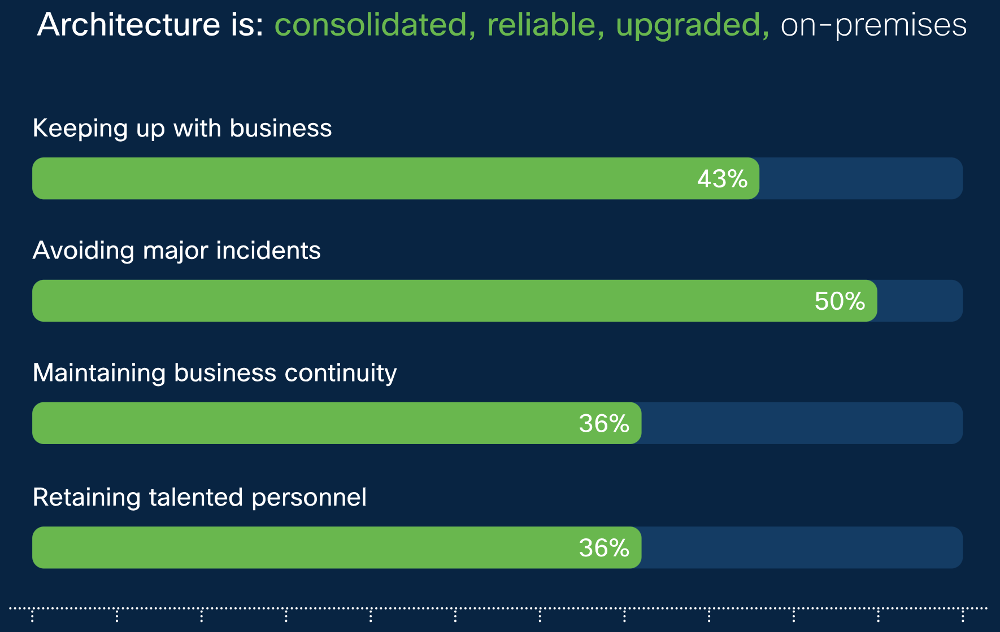 Architecture is: consolidated, reliable, upgraded, on-premises
Keeping up with business
43%
Avoiding major incidents
50%
Maintaining business continuity
36%
Retaining talented personnel
36%